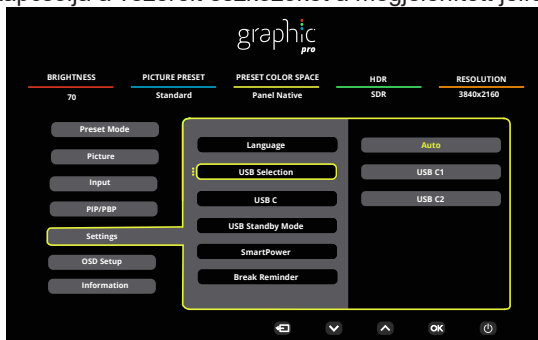 graphic
pro
BRIGHTNESS PICTURE PRESET PRESET COLOR SPACE HDR RESOLUTION
70 Standard Panel Native SDR 3840x2160
Preset Mode
Picture
Input
PIP/PBP
Settings
OSD Setup
Information
Language
USB Selection
USB C
USB Standby Mode
SmartPower
Break Reminder
Auto
USB C1
USB C2
OK